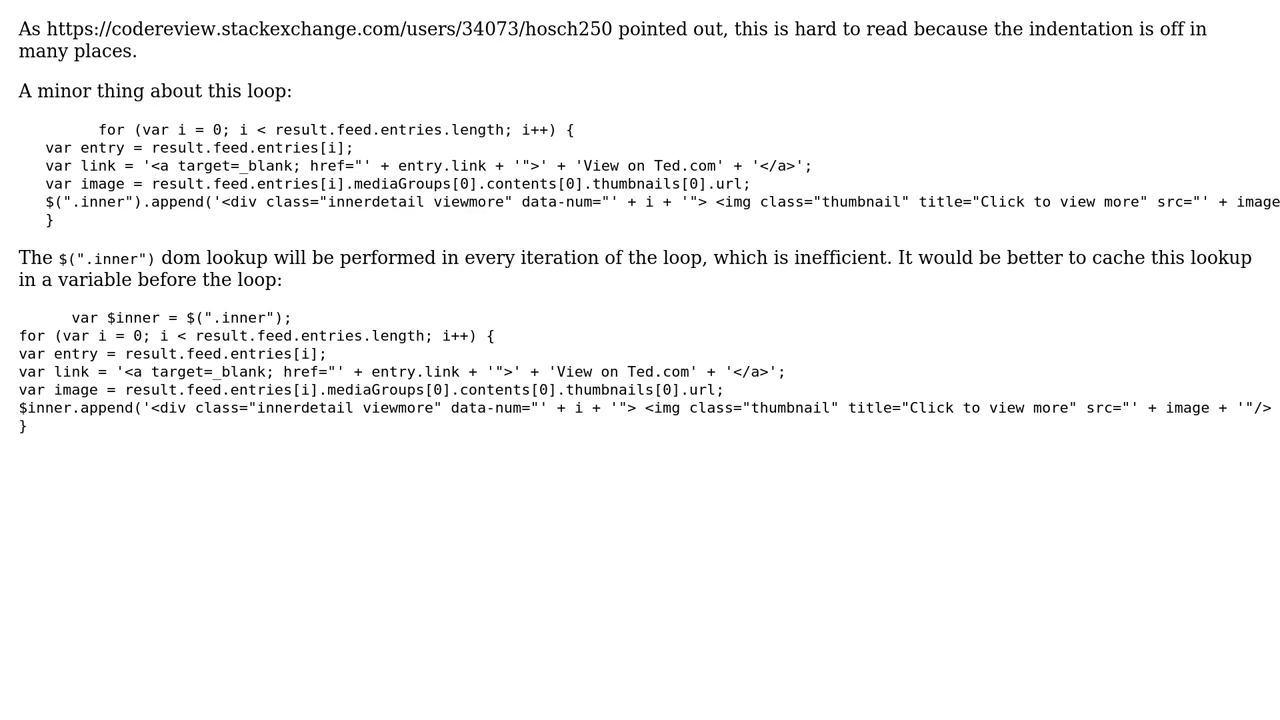 As https://codereview.stackexchange.com/users/34073/hosch250 pointed out, this is hard to read because the indentation is off in
many places.
A minor thing about this loop:
for (var i = 0; i < result.feed.entries.length; i++) {
var entry = result.feed.entries[i];
var link = '<a target=_blank; href="' + entry.link + '">' + 'View on Ted.com' + '</a>';
var image = result.feed.entries[i].mediaGroups[0].contents[0].thumbnails[0].url;
$(".inner").append('<div class="innerdetail viewmore" data-num="' + i + '"> <img class="thumbnail" title="Click to view more" src="' + image
}
The $(".inner") dom lookup will be performed in every iteration of the loop, which is inefficient. It would be better to cache this lookup
in a variable before the loop:
var $inner = $(".inner");
for (var i = 0; i < result.feed.entries.length; i++) {
var entry = result.feed.entries[i];
var link = '<a target=_blank; href="' + entry.link + '">' + 'View on Ted.com' + '</a>';
var image = result.feed.entries[i].mediaGroups[0].contents[0].thumbnails[0].url;
$inner.append('<div class="innerdetail viewmore" data-num="' + i + '"> <img class="thumbnail" title="Click to view more" src="' + image + '"/>
}